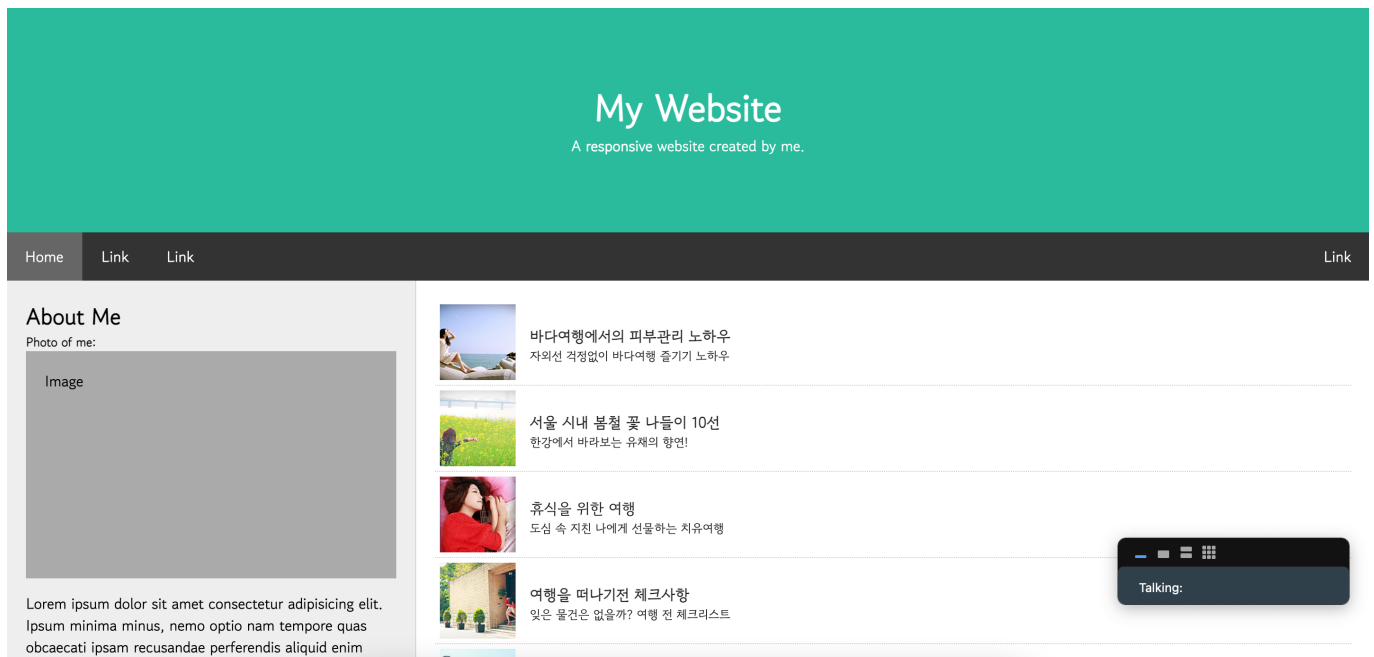 My Website
A responsive website created by me.
Home
Link
Link
Link
About Me
Photo of me:
Image
Lorem ipsum dolor sit amet consectetur adipisicing elit.
Ipsum minima minus, nemo optio nam tempore quas
obcaecati ipsam recusandae perferendis aliquid enim
바다여행에서의 피부관리 노하우
자외선 걱정없이 바다여행 즐기기 노하우
서울 시내 봄철 꽃 나들이 10선
한강에서 바라보는 유채의 향연!
휴식을 위한 여행
도심 속 지친 나에게 선물하는 치유여행
여행을 떠나기전 체크사항
잊은 물건은 없을까? 여행 전 체크리스트
Talking: